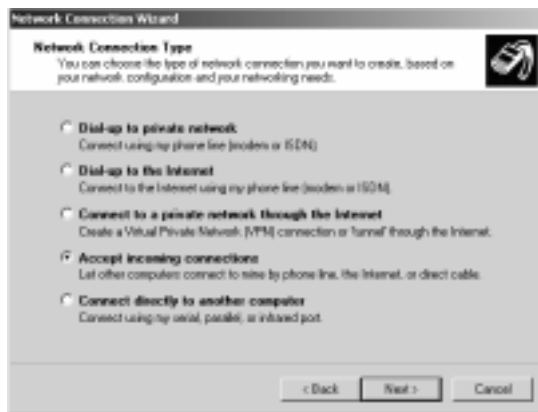 Network Connection Wizard
Network Connection Type
You can choose the type of network connection you want to create, based on
your network configuration and your networking needs.
Dial-up to private network
Connect using my phone line (modem or ISDN).
Dial-up to the Internet
Connect to the Internet using my phone line (modem or ISDN).
Connect to a private network through the Internet
Create a Virtual Private Network (VPN) connection or 'tunnel' through the Internet.
Accept incoming connections
Let other computers connect to mine by phone line, the Internet, or direct cable.
Connect directly to another computer
Connect using my serial, parallel, or infrared port.
< Back
Next >
Cancel